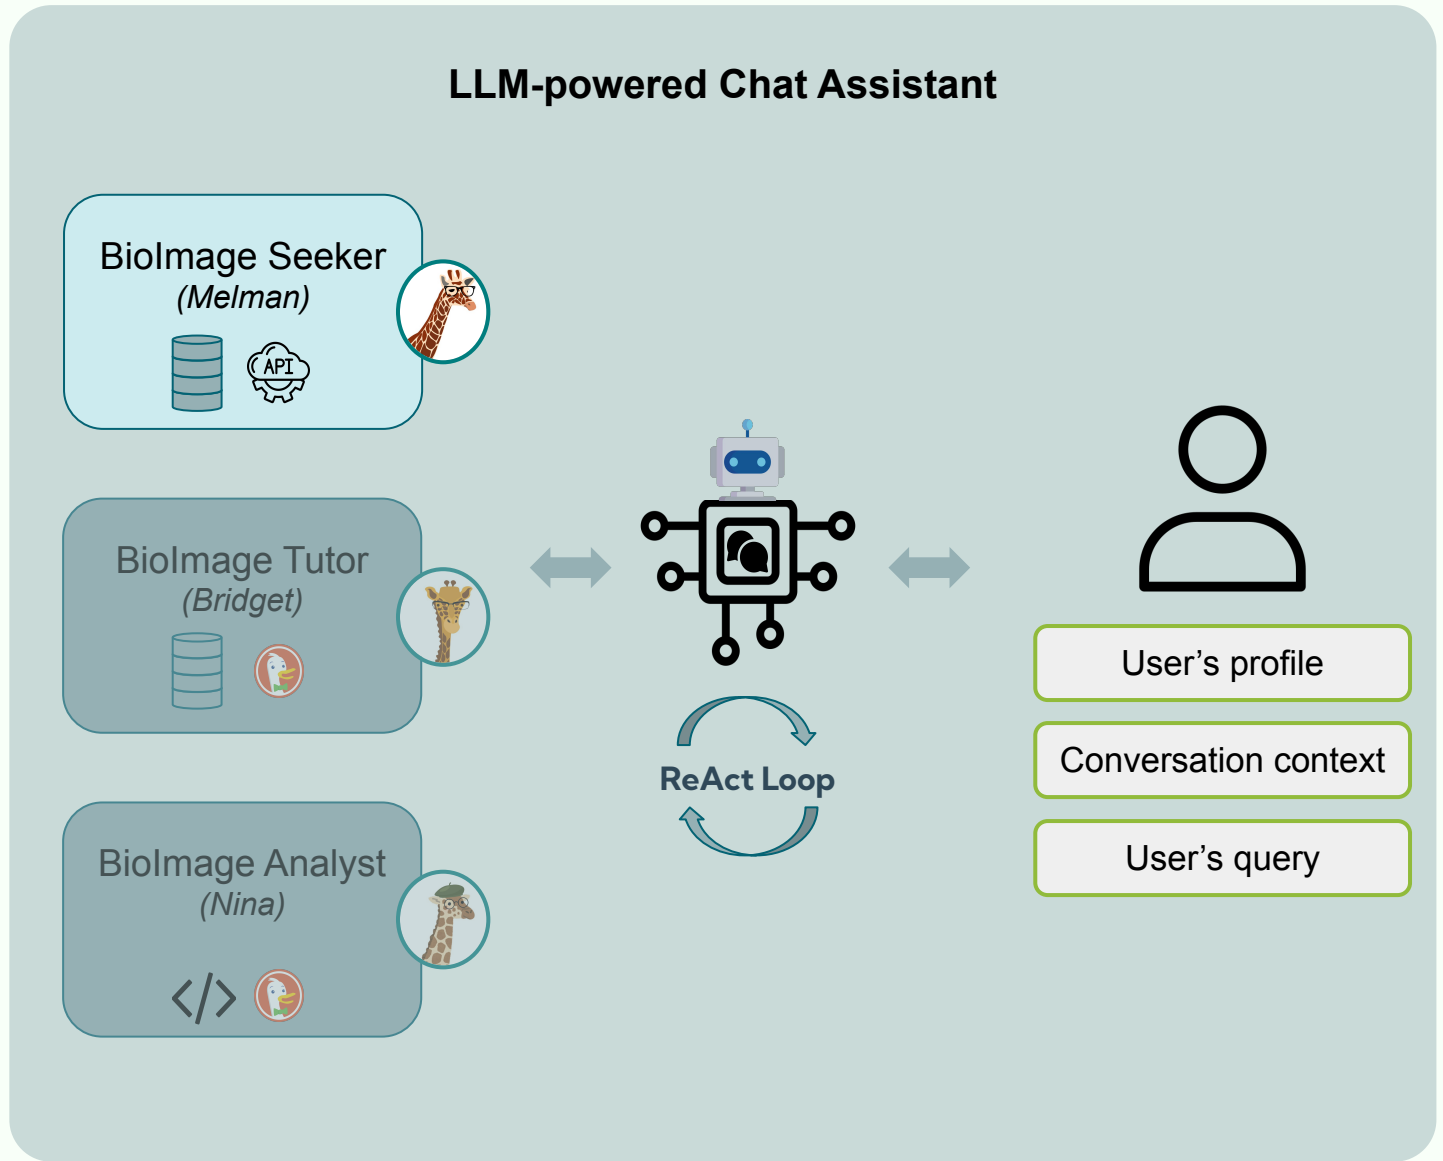 LLM-powered Chat Assistant
BioImage Seeker
(Melman)
API
BioImage Tutor
(Bridget)
BioImage Analyst
(Nina)
</>
ReAct Loop
User’s profile
Conversation context
User’s query